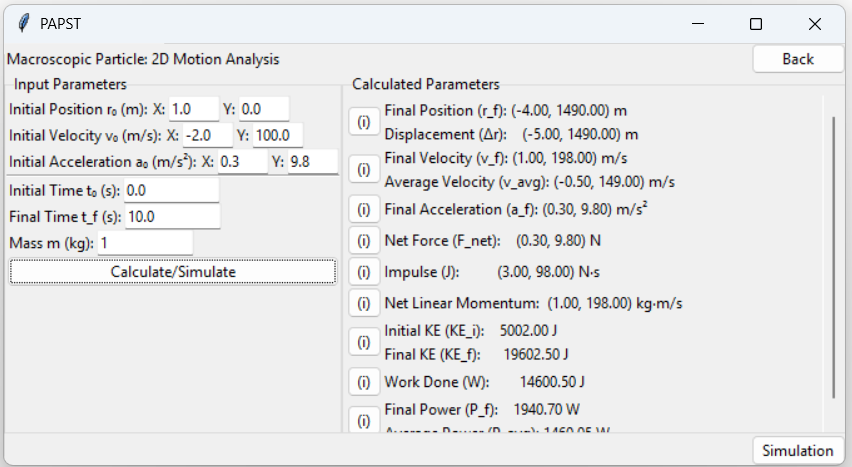 PAPST
Macroscopic Particle: 2D Motion Analysis
Back
Input Parameters
Initial Position r₀ (m): X: 1.0 Y: 0.0
Initial Velocity v₀ (m/s): X: -2.0 Y: 100.0
Initial Acceleration a₀ (m/s²): X: 0.3 Y: 9.8
Initial Time t₀ (s): 0.0
Final Time t_f (s): 10.0
Mass m (kg): 1
Calculate/Simulate
Calculated Parameters
(i) Final Position (r_f): (-4.00, 1490.00) m
Displacement (Δr): (-5.00, 1490.00) m
(i) Final Velocity (v_f): (1.00, 198.00) m/s
Average Velocity (v_avg): (-0.50, 149.00) m/s
(i) Final Acceleration (a_f): (0.30, 9.80) m/s²
(i) Net Force (F_net): (0.30, 9.80) N
(i) Impulse (J): (3.00, 98.00) N·s
(i) Net Linear Momentum: (1.00, 198.00) kg·m/s
(i) Initial KE (KE_i): 5002.00 J
Final KE (KE_f): 19602.50 J
(i) Work Done (W): 14600.50 J
(i) Final Power (P_f): 1940.70 W
Average Power (P_avg): 1460.05 W
Simulation